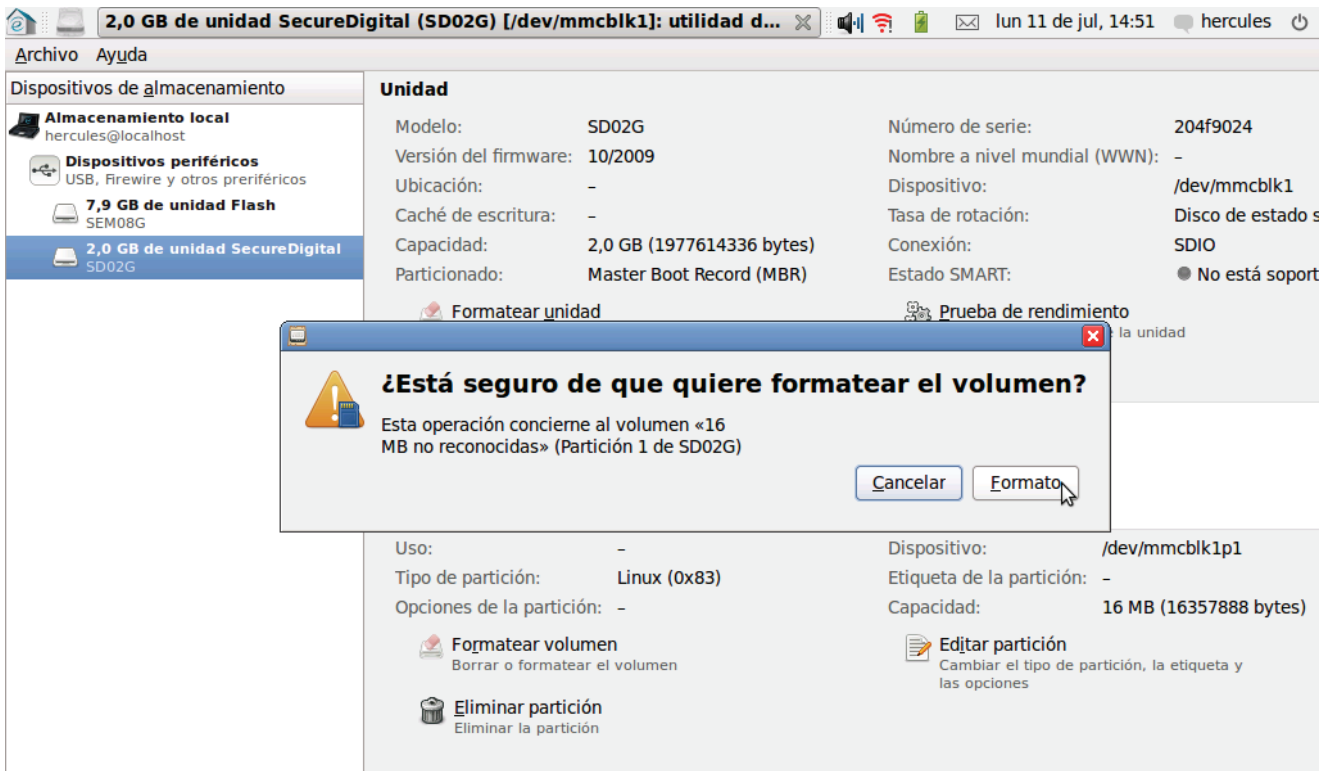 2,0 GB de unidad SecureDigital (SD02G) [/dev/mmcblk1]: utilidad d...
lun 11 de jul, 14:51
hercules
Archivo Ayuda
Dispositivos de almacenamiento
Almacenamiento local
hercules@localhost
Dispositivos periféricos
USB, Firewire y otros preriféricos
7,9 GB de unidad Flash
SEM08G
2,0 GB de unidad SecureDigital
SD02G
Unidad
Modelo: SD02G
Número de serie: 204f9024
Versión del firmware: 10/2009
Nombre a nivel mundial (WWN): –
Ubicación: –
Dispositivo: /dev/mmcblk1
Caché de escritura: –
Tasa de rotación: Disco de estado s
Capacidad: 2,0 GB (1977614336 bytes)
Conexión: SDIO
Particionado: Master Boot Record (MBR)
Estado SMART: No está soport
Formatear unidad
Prueba de rendimiento
la unidad
¿Está seguro de que quiere formatear el volumen?
Esta operación concierne al volumen «16
MB no reconocidas» (Partición 1 de SD02G)
Cancelar
Formato
Uso: –
Dispositivo: /dev/mmcblk1p1
Tipo de partición: Linux (0x83)
Etiqueta de la partición: –
Opciones de la partición: –
Capacidad: 16 MB (16357888 bytes)
Formatear volumen
Borrar o formatear el volumen
Editar partición
Cambiar el tipo de partición, la etiqueta y
las opciones
Eliminar partición
Eliminar la partición